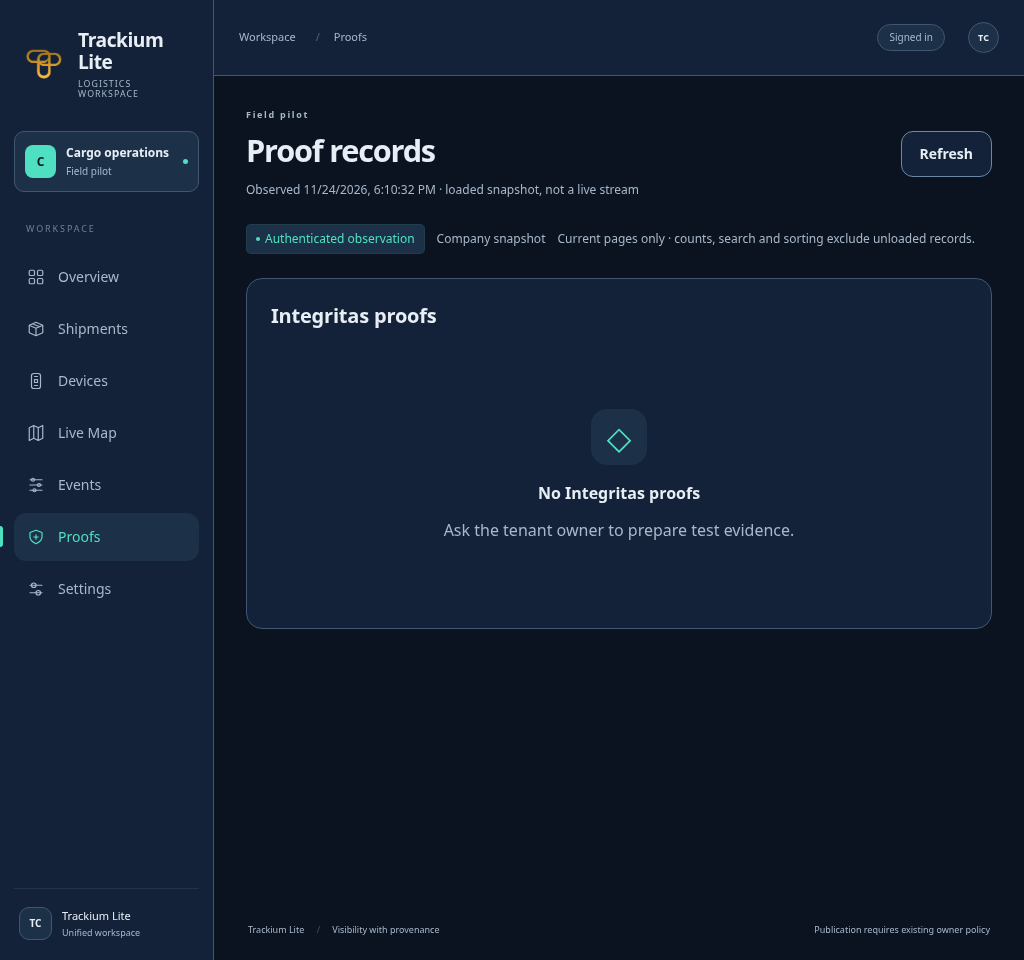 Trackium
Lite
LOGISTICS
WORKSPACE
C
Cargo operations
Field pilot
WORKSPACE
Overview
Shipments
Devices
Live Map
Events
Proofs
Settings
TC
Trackium Lite
Unified workspace
Workspace / Proofs
Signed in
TC
Field pilot
Proof records
Observed 11/24/2026, 6:10:32 PM · loaded snapshot, not a live stream
Refresh
Authenticated observation Company snapshot Current pages only · counts, search and sorting exclude unloaded records.
Integritas proofs
No Integritas proofs
Ask the tenant owner to prepare test evidence.
Trackium Lite / Visibility with provenance
Publication requires existing owner policy